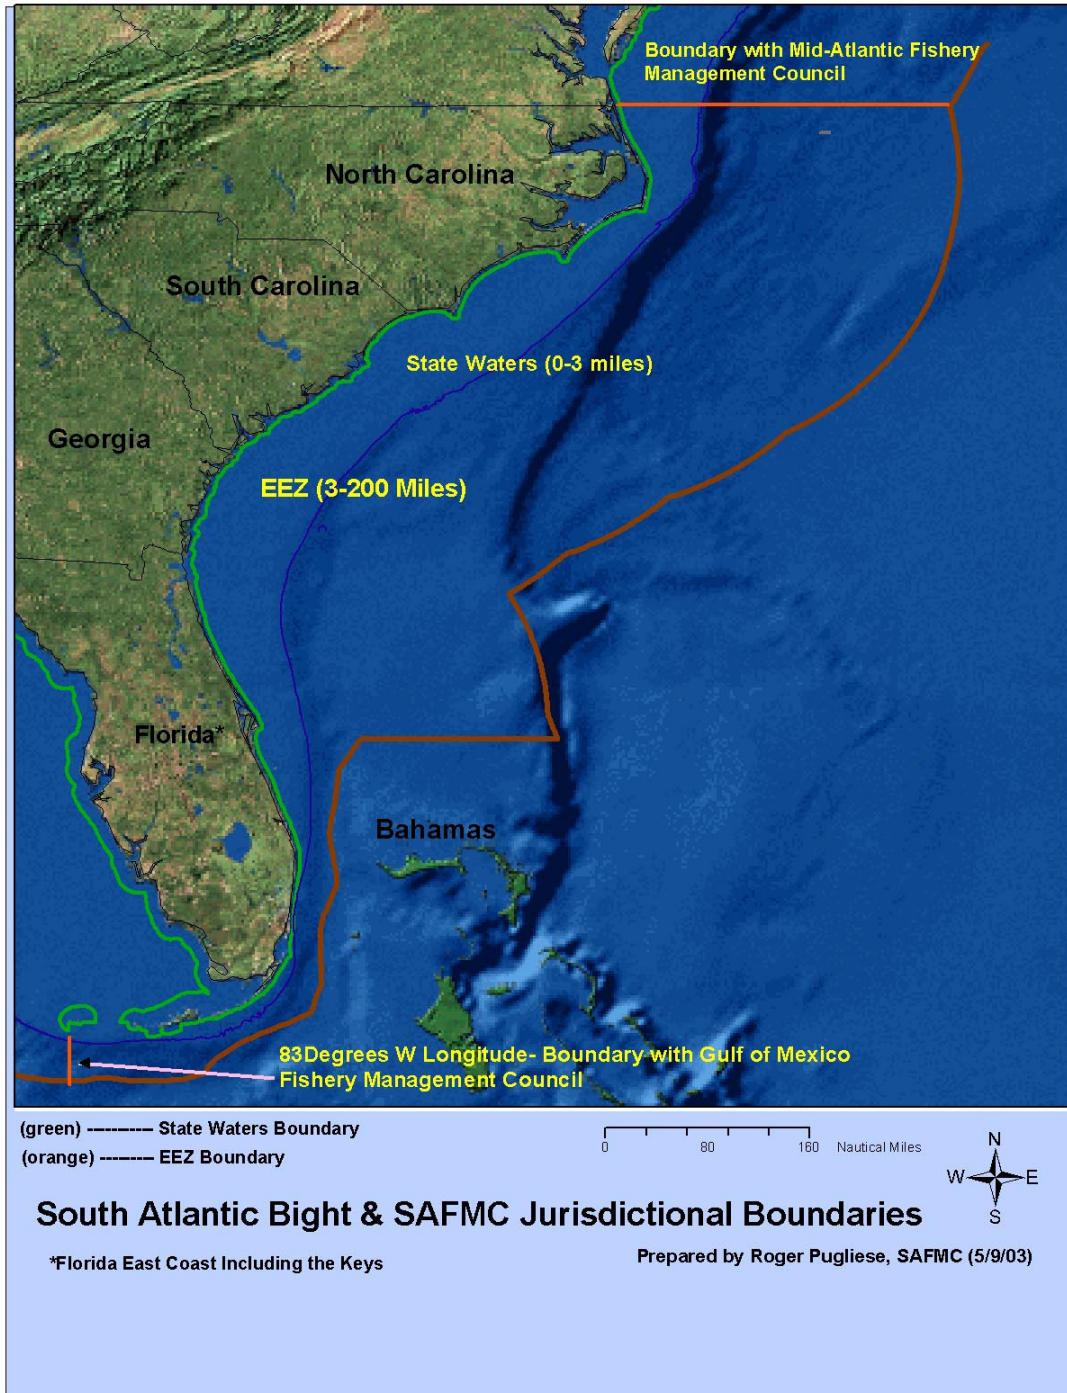 Boundary with Mid-Atlantic Fishery
Management Council
North Carolina
South Carolina
State Waters (0-3 miles)
Georgia
EEZ (3-200 Miles)
Florida*
Bahamas
83Degrees W Longitude- Boundary with Gulf of Mexico
Fishery Management Council
(green) ---------- State Waters Boundary
(orange) --------- EEZ Boundary
0 80 160 Nautical Miles
N
W E
S
South Atlantic Bight & SAFMC Jurisdictional Boundaries
*Florida East Coast Including the Keys
Prepared by Roger Pugliese, SAFMC (5/9/03)